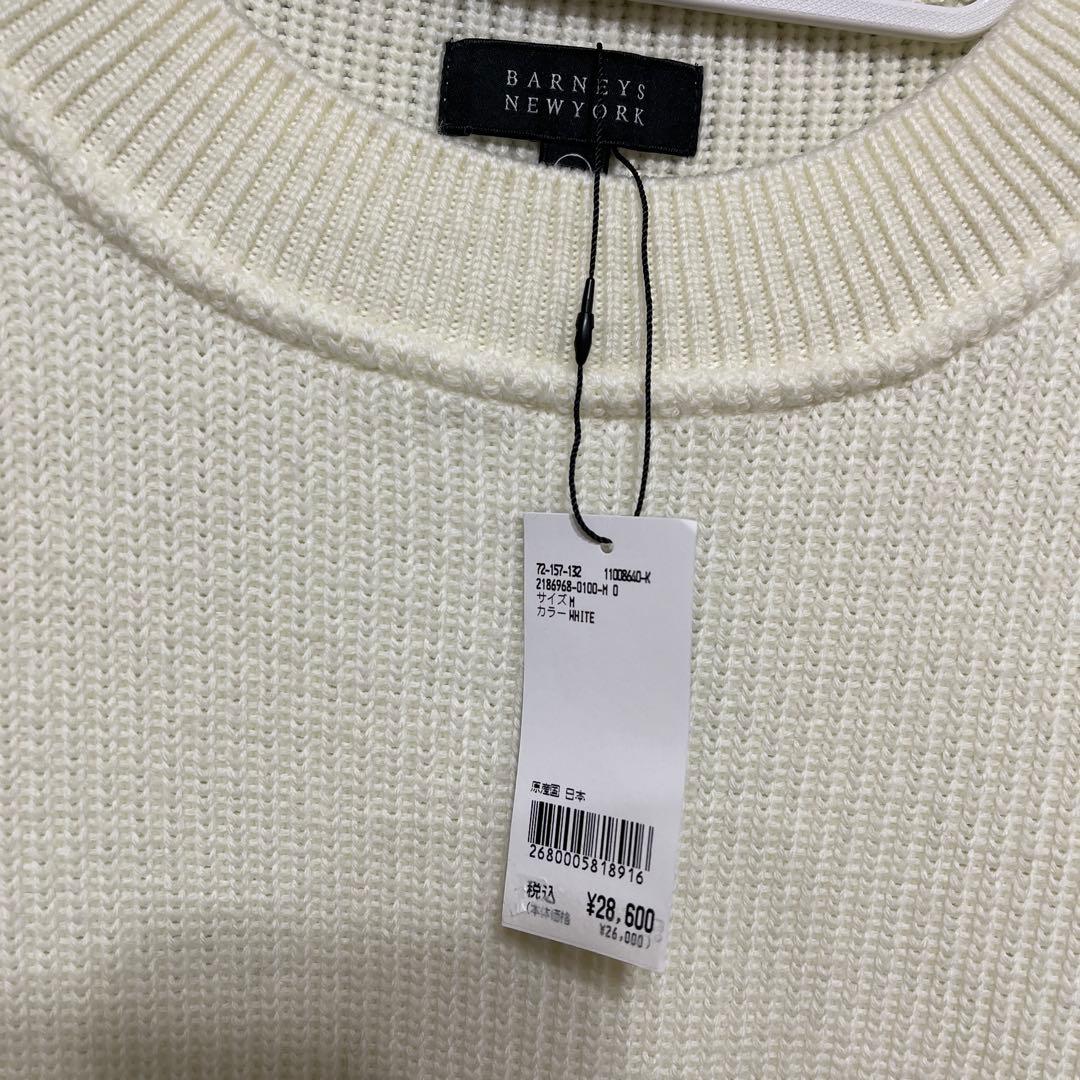 BARNEYS
NEWYORK
72-157-132 11008640-K
2186968-0100-M 0
サイズ M
カラー WHITE
原産国 日本
2680005818916
税込 ¥28,600
(本体価格 ¥26,000)